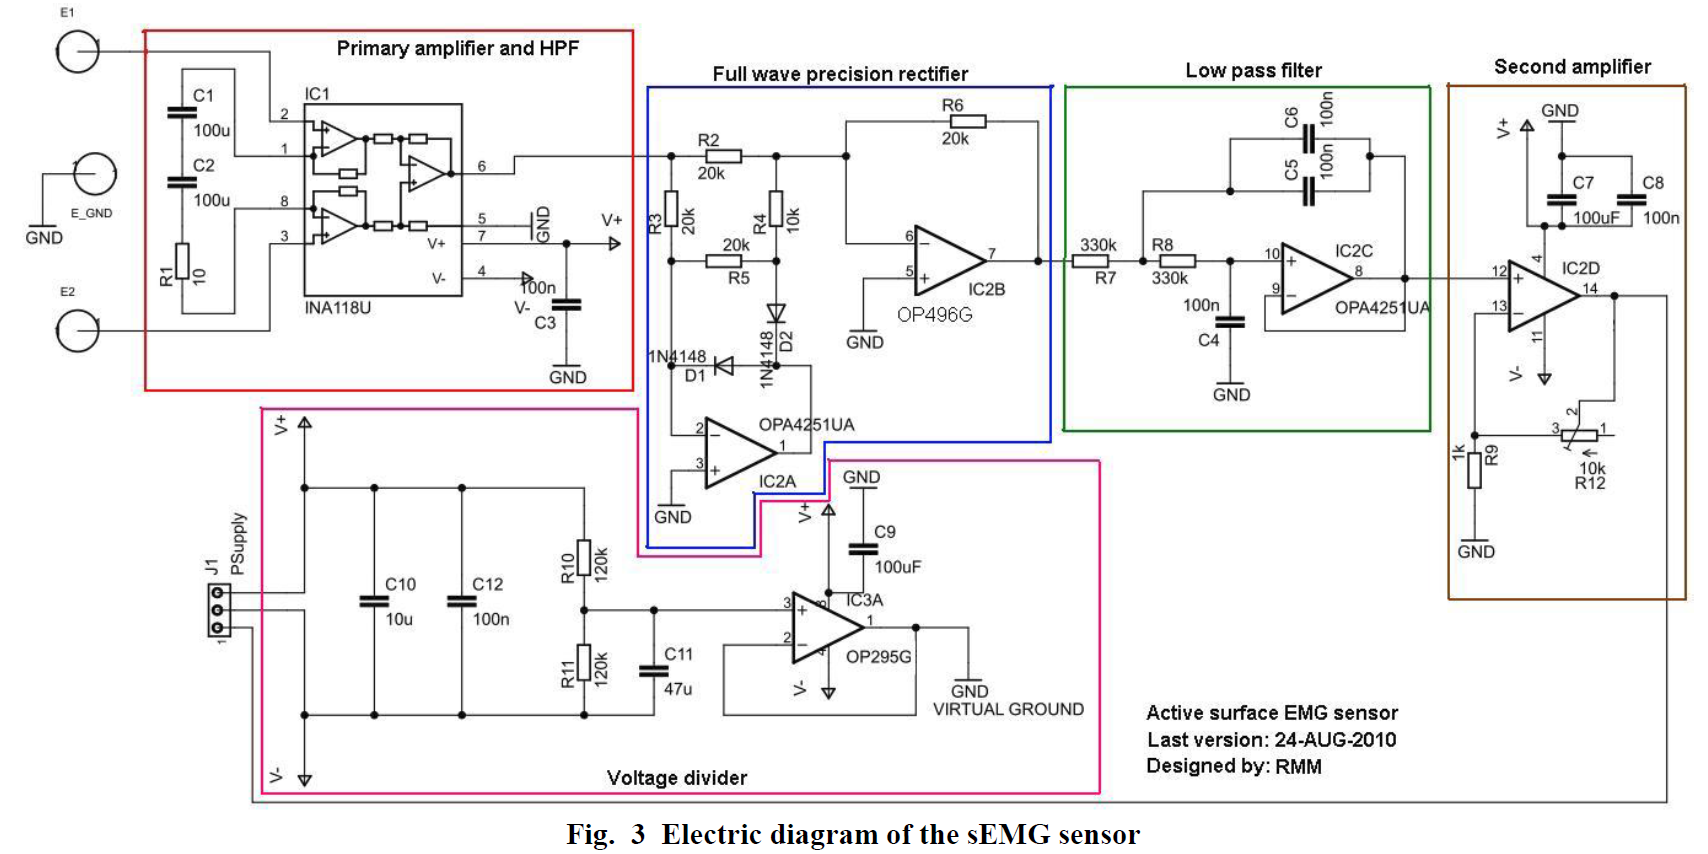 E1
E_GND
GND
E2
Primary amplifier and HPF
C1
100u
C2
100u
R1
10
IC1
2
1
8
3
6
5
7
4
V+
V-
GND
V+
V-
INA118U
100n
C3
GND
Full wave precision rectifier
R2
20k
R3
20k
R4
10k
20k
R5
R6
20k
6
5
7
IC2B
OP496G
GND
1N4148
D1
1N4148
D2
OPA4251UA
2
3
1
IC2A
GND
Low pass filter
C6
100n
C5
100n
330k
R7
R8
330k
100n
C4
GND
10
9
8
IC2C
OPA4251UA
Second amplifier
V+
GND
C7
100uF
C8
100n
4
12
13
14
11
IC2D
V-
1k
R9
GND
3
2
1
10k
R12
V+
J1
PSupply
1
C10
10u
C12
100n
R10
120k
R11
120k
C11
47u
V-
V+
GND
C9
100uF
3
2
8
4
1
IC3A
OP295G
V-
GND
VIRTUAL GROUND
Voltage divider
Active surface EMG sensor
Last version: 24-AUG-2010
Designed by: RMM
Fig. 3 Electric diagram of the sEMG sensor